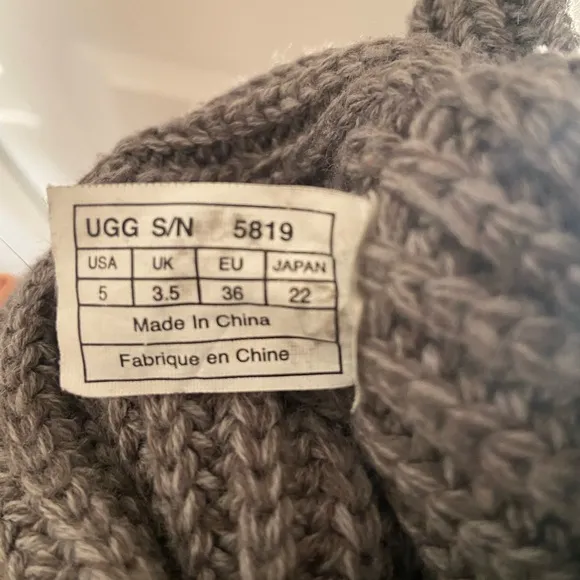 UGG S/N 5819
USA UK EU JAPAN
5 3.5 36 22
Made In China
Fabrique en Chine